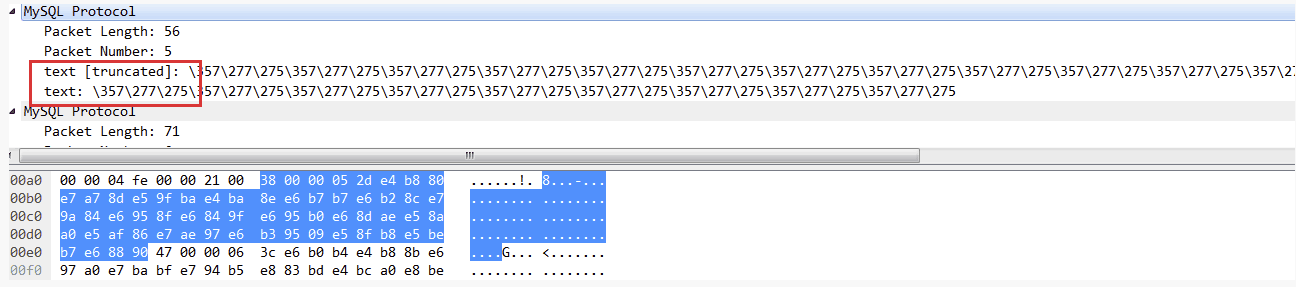 MySQL Protocol
Packet Length: 56
Packet Number: 5
text [truncated]: \357\277\275\357\277\275\357\277\275\357\277\275\357\277\275\357\277\275\357\277\275\357\277\275\357\277\275\357\277\275\357\277\275\357\27
text: \357\277\275\357\277\275\357\277\275\357\277\275\357\277\275\357\277\275\357\277\275\357\277\275\357\277\275
MySQL Protocol
Packet Length: 71
00a0 00 00 04 fe 00 00 21 00 38 00 00 05 2d e4 b8 80 ......!. 8...-...
00b0 e7 a7 8d e5 9f ba e4 ba 8e e6 b7 b7 e6 b2 8c e7 ........ ........
00c0 9a 84 e6 95 8f e6 84 9f e6 95 b0 e6 8d ae e5 8a ........ ........
00d0 a0 e5 af 86 e7 ae 97 e6 b3 95 09 e5 8f b8 e5 be ........ ........
00e0 b7 e6 88 90 47 00 00 06 3c e6 b0 b4 e4 b8 8b e6 ....G... <.......
00f0 97 a0 e7 ba bf e7 94 b5 e8 83 bd e4 bc a0 e8 be ........ ........